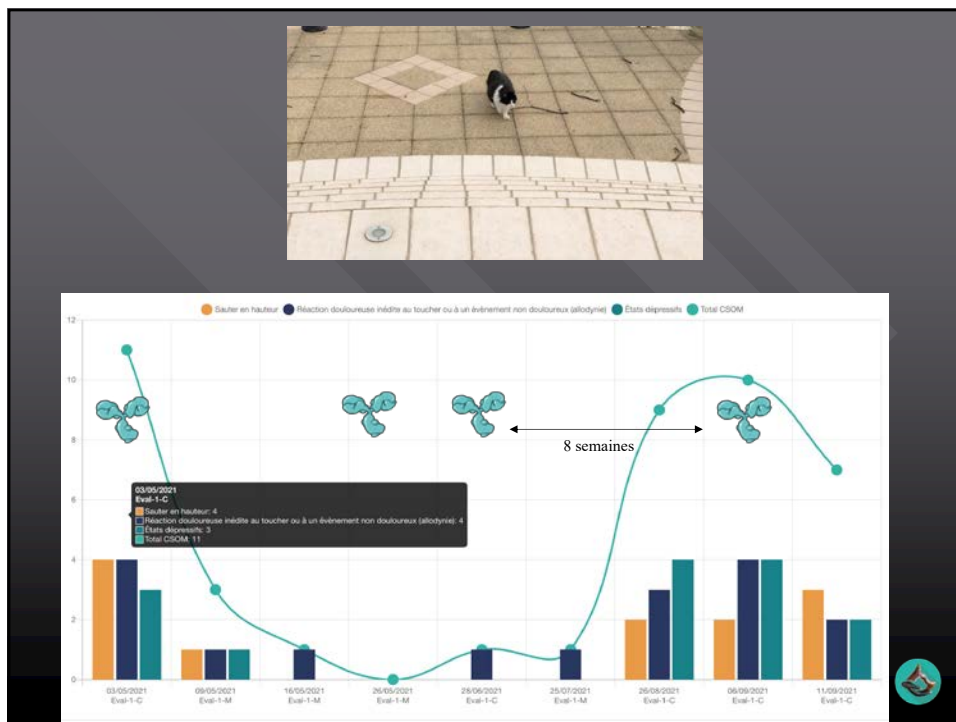 Sauter en hauteur Réaction douloureuse inédite au toucher ou à un évènement non douloureux (allodynie) Etats dépressifs Total CSOM
12
10
8
6
4
2
0
8 semaines
03/05/2021
Eval-1-C
Sauter en hauteur: 4
Réaction douloureuse inédite au toucher ou à un évènement non douloureux (allodynie): 4
Etats dépressifs: 3
Total CSOM: 11
03/05/2021 09/05/2021 16/05/2021 26/05/2021 26/06/2021 25/07/2021 26/08/2021 06/09/2021 11/09/2021
Eval-1-C Eval-1-M Eval-1-M Eval-1-M Eval-1-C Eval-1-M Eval-1-C Eval-1-C Eval-1-C